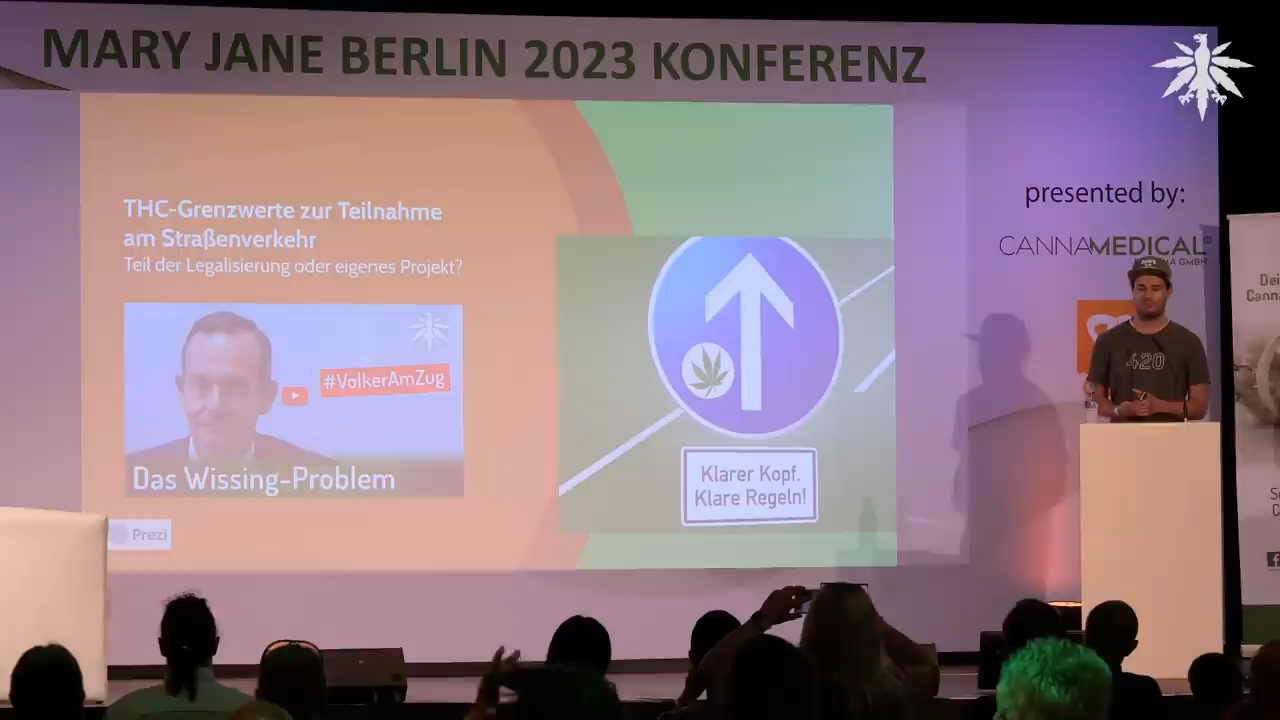 MARY JANE BERLIN 2023 KONFERENZ
THC-Grenzwerte zur Teilnahme
am Straßenverkehr
Teil der Legalisierung oder eigenes Projekt?
#VolkerAmZug
Das Wissing-Problem
Prezi
Klarer Kopf.
Klare Regeln!
presented by:
CANNAMEDICAL®
GMBH
420